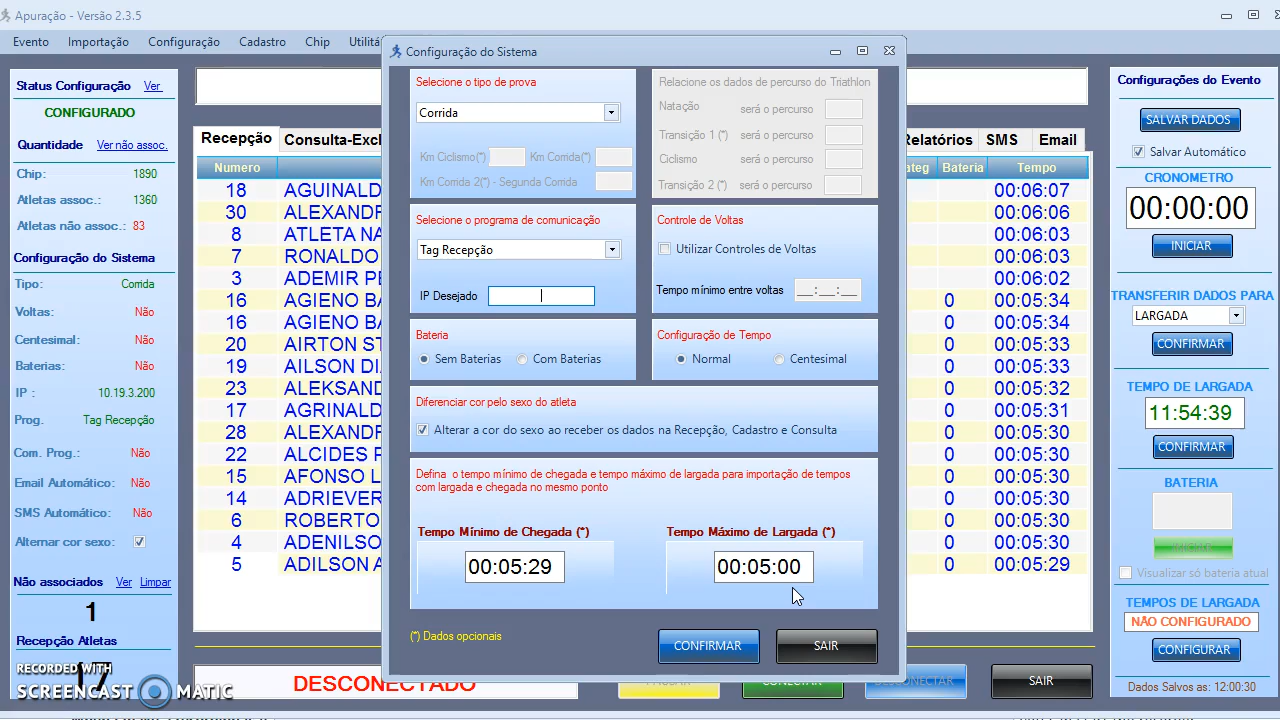 Apuração - Versão 2.3.5
Evento Importação Configuração Cadastro Chip
Status Configuração Ver
CONFIGURADO
Quantidade Ver não assoc.
Chip: 1890
Atletas assoc.: 1360
Atletas não assoc.: 83
Configuração do Sistema
Tipo: Corrida
Voltas: Não
Centesimal: Não
Baterias: Não
IP : 10.19.3.200
Prog. Tag Recepção
Com. Prog.: Não
Email Automático: Não
SMS Automático: Não
Alternar cor sexo:
Não associados Ver Limpar
1
Recepção Atletas
17
RECORDED WITH
SCREENCAST MATIC
Recepção
Numero
18 AGUINALD
30 ALEXANDR
8 ATLETA NA
7 RONALDO
3 ADEMIR PE
16 AGIENO BA
16 AGIENO BA
20 AIRTON ST
19 AILSON DI
23 ALEKSAND
17 AGRINALD
28 ALEXANDR
22 ALCIDES P
15 AFONSO L
14 ADRIEVER
6 ROBERTO
4 ADENILSO
5 ADILSON A
DESCONECTADO
Configuração do Sistema
Selecione o tipo de prova
Corrida
Km Ciclismo(*) Km Corrida(*)
Km Corrida 2(*) - Segunda Corrida
Relacione os dados de percurso do Triathlon
Natação será o percurso
Transição 1 (*) será o percurso
Ciclismo será o percurso
Transição 2 (*) será o percurso
Selecione o programa de comunicação
Tag Recepção
IP Desejado
Controle de Voltas
Utilizar Controles de Voltas
Tempo mínimo entre voltas __:__:__
Bateria
Sem Baterias Com Baterias
Configuração de Tempo
Normal Centesimal
Diferenciar cor pelo sexo do atleta
Alterar a cor do sexo ao receber os dados na Recepção, Cadastro e Consulta
Defina o tempo mínimo de chegada e tempo máximo de largada para importação de tempos
com largada e chegada no mesmo ponto
Tempo Mínimo de Chegada (*) Tempo Máximo de Largada (*)
00:05:29 00:05:00
(*) Dados opcionais
CONFIRMAR SAIR
SMS Email
Bateria Tempo
00:06:07
00:06:06
00:06:03
00:06:03
00:06:02
0 00:05:34
0 00:05:34
0 00:05:34
0 00:05:33
0 00:05:32
0 00:05:31
0 00:05:30
0 00:05:30
0 00:05:30
0 00:05:30
0 00:05:30
0 00:05:30
0 00:05:29
SAIR
Configurações do Evento
SALVAR DADOS
Salvar Automático
CRONOMETRO
00:00:00
INICIAR
TRANSFERIR DADOS PARA
LARGADA
CONFIRMAR
TEMPO DE LARGADA
11:54:39
CONFIRMAR
BATERIA
Visualizar só bateria atual
TEMPOS DE LARGADA
NÃO CONFIGURADO
CONFIGURAR
Dados Salvos as: 12:00:30